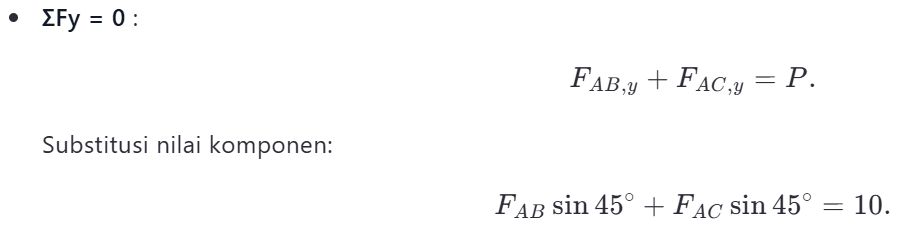 • ΣFy = 0 :
F_{AB,y} + F_{AC,y} = P.
Substitusi nilai komponen:
F_{AB} sin 45° + F_{AC} sin 45° = 10.